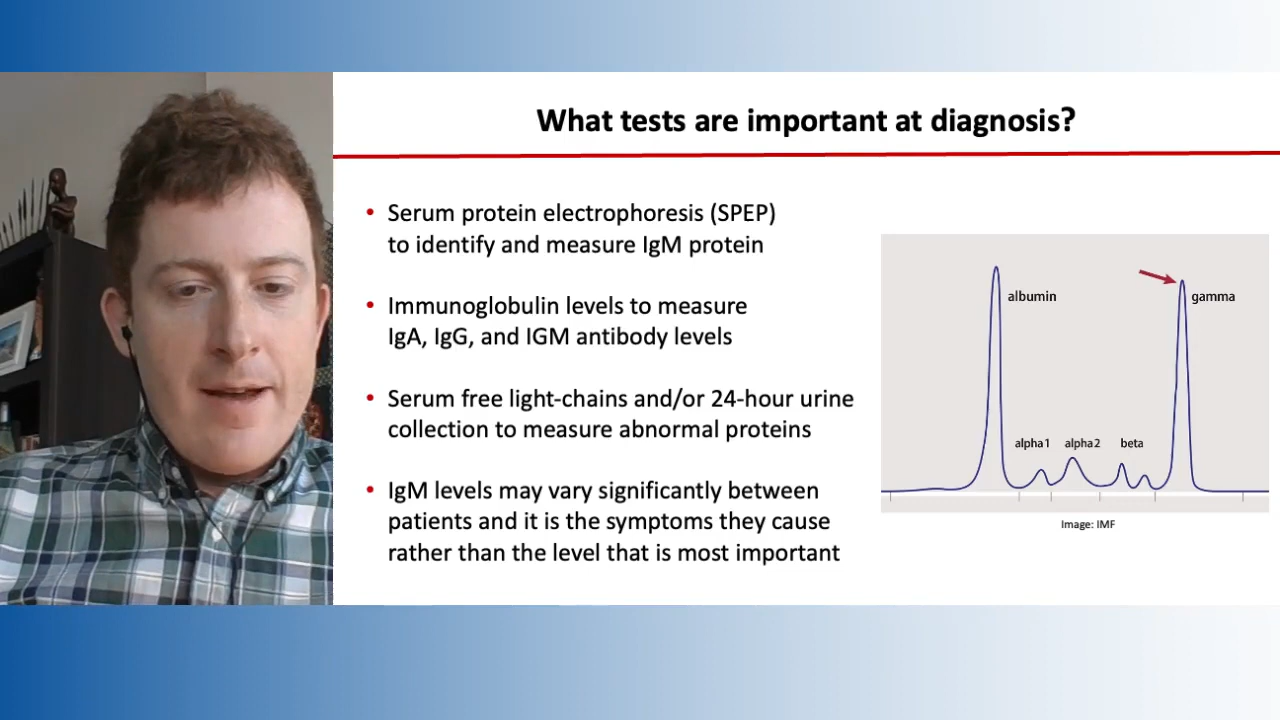 What tests are important at diagnosis?
• Serum protein electrophoresis (SPEP)
to identify and measure IgM protein
• Immunoglobulin levels to measure
IgA, IgG, and IGM antibody levels
• Serum free light-chains and/or 24-hour urine
collection to measure abnormal proteins
• IgM levels may vary significantly between
patients and it is the symptoms they cause
rather than the level that is most important
albumin
gamma
alpha1
alpha2
beta
Image: IMF